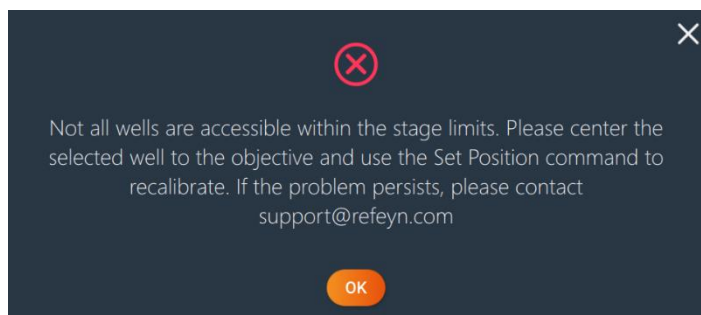 Not all wells are accessible within the stage limits. Please center the
selected well to the objective and use the Set Position command to
recalibrate. If the problem persists, please contact
support@refeyn.com
OK